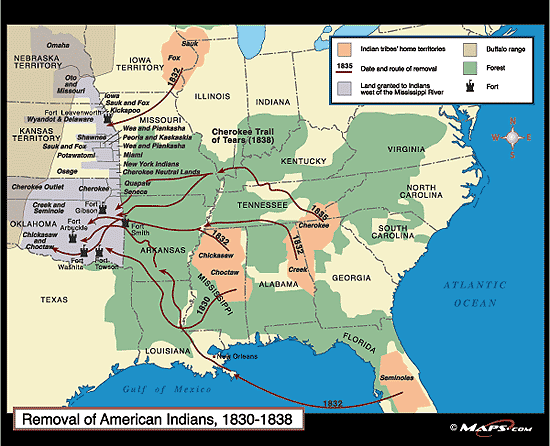 Omaha
NEBRASKA
TERRITORY
Oto
and
Missouri
IOWA
TERRITORY
Sauk
Fox
1832
Iowa
Sauk and Fox
Kickapoo
Fort Leavenworth
Wyandot & Delaware
KANSAS
TERRITORY
Shawnee
Sauk and Fox
Potawatomi
Osage
MISSOURI
Wea and Piankasha
Peoria and Kaskaskia
Wea and Piankasha
Miami
New York Indians
Cherokee Neutral Lands
Quapaw
Seneca
Cherokee Outlet
Cherokee
Creek and
Seminole
Fort
Gibson
OKLAHOMA
Fort
Arbuckle
Chickasaw
and
Choctaw
Fort
Smith
Fort
Washita
Fort
Towson
ARKANSAS
TEXAS
LOUISIANA
New Orleans
Gulf of Mexico
ILLINOIS
INDIANA
Cherokee Trail
of Tears (1838)
KENTUCKY
VIRGINIA
TENNESSEE
NORTH
CAROLINA
SOUTH
CAROLINA
1835
Cherokee
1832
Chickasaw
Choctaw
1832
Creek
1830
MISSISSIPPI
ALABAMA
GEORGIA
FLORIDA
Seminoles
1832
ATLANTIC
OCEAN
N
W
E
S
Indian tribes' home territories
1835 Date and route of removal
Land granted to Indians
west of the Mississippi River
Buffalo range
Forest
Fort
Removal of American Indians, 1830-1838
© MAPS.com